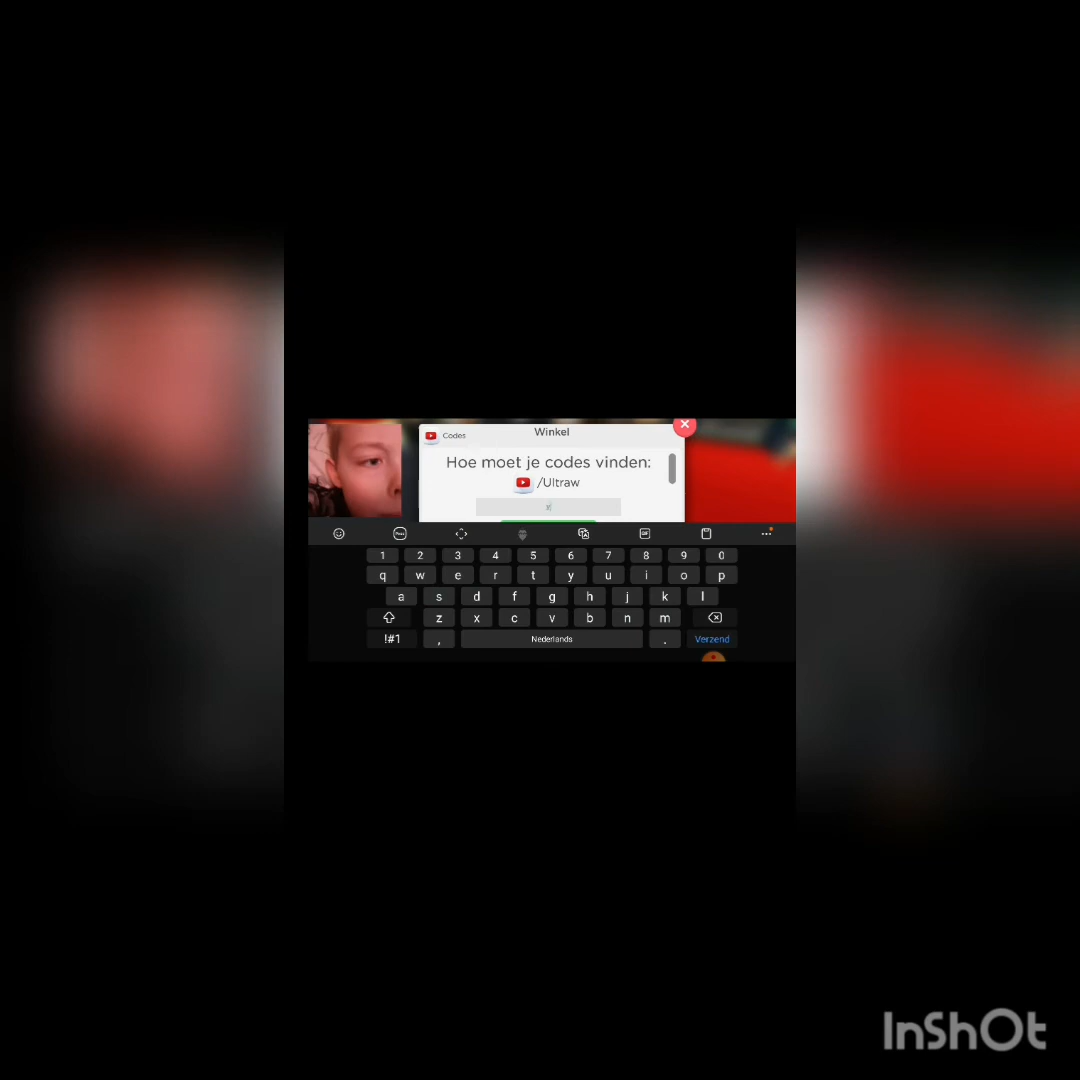 Codes
Winkel
Hoe moet je codes vinden:
/Ultraw
1 2 3 4 5 6 7 8 9 0
q w e r t y u i o p
a s d f g h j k l
z x c v b n m
!#1 , Nederlands . Verzend
InShOt